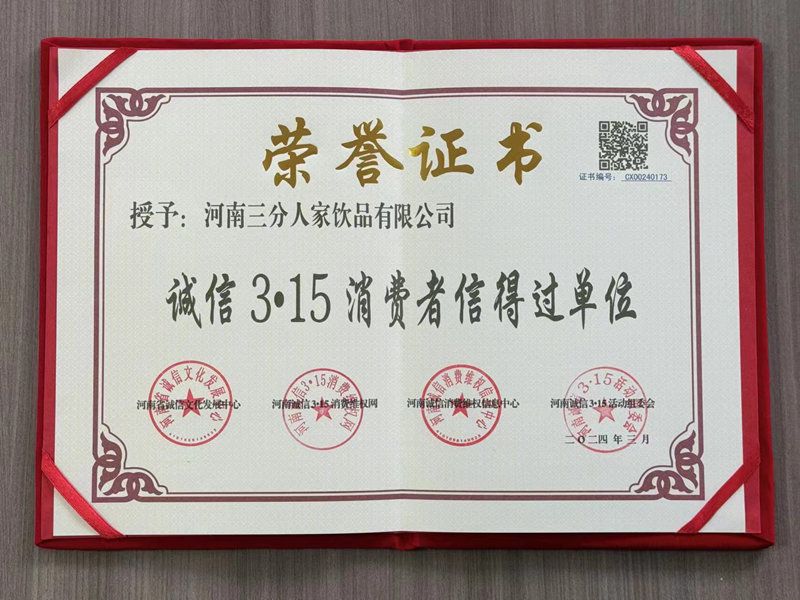 荣誉证书
证书编号: CX00240173
授予: 河南三分人家饮品有限公司
诚信3·15消费者信得过单位
河南省诚信文化发展中心
河南诚信3·15消费维权网
河南诚信消费维权信息中心
河南诚信3·15活动组委会
二〇二四年三月